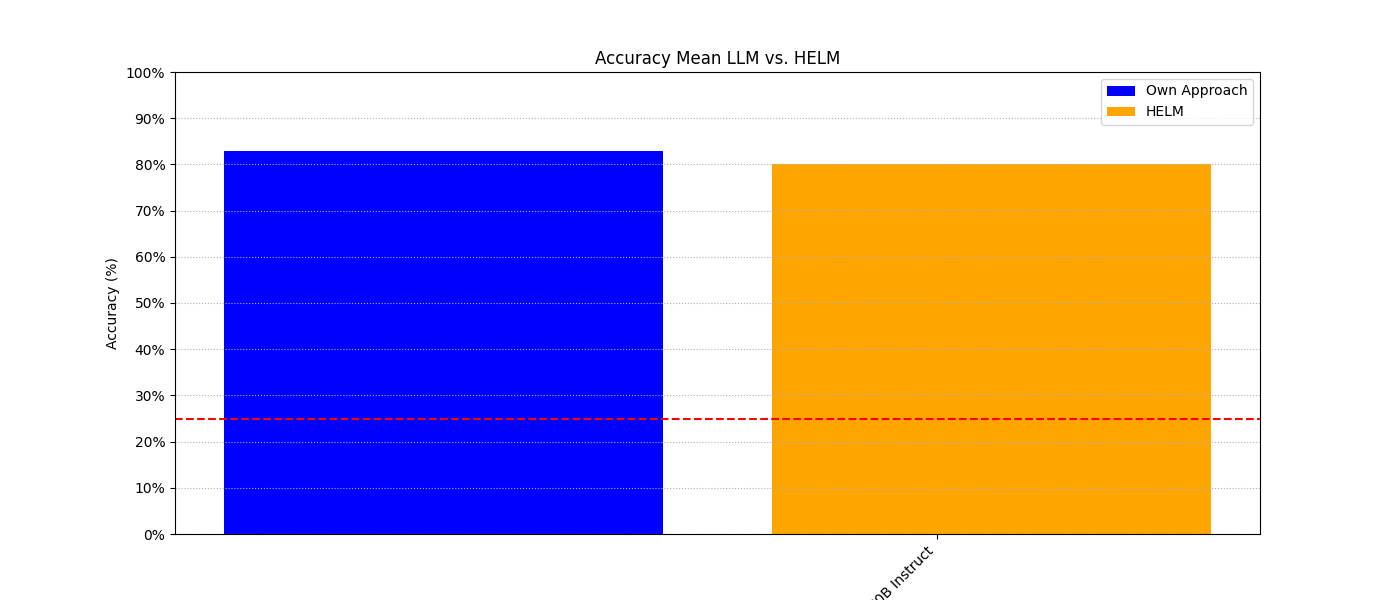 Accuracy Mean LLM vs. HELM
Own Approach
HELM
Accuracy (%)
100%
90%
80%
70%
60%
50%
40%
30%
20%
10%
0%
Instruct